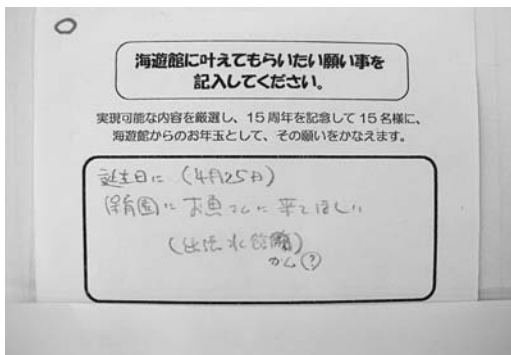 海遊館に叶えてもらいたい願い事を
記入してください。
実現可能な内容を厳選し、15周年を記念して15名様に、
海遊館からのお年玉として、その願いをかなえます。
誕生日に (4月25日)
保育園に お魚さんに 来てほしい
(出張水館
から?)